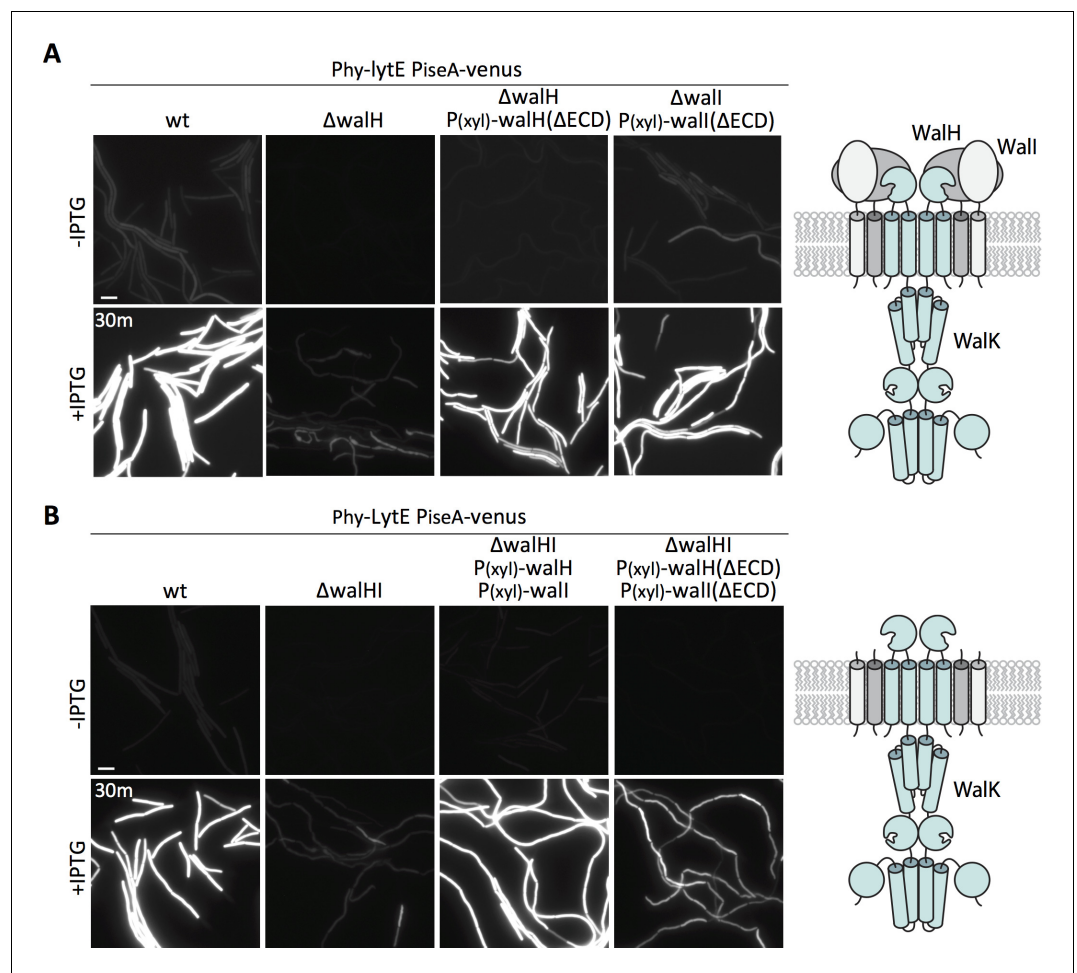 A
Phy-lytE PiseA-venus
wt
ΔwalH
ΔwalH
P(xyl)-walH(ΔECD)
ΔwalI
P(xyl)-walI(ΔECD)
-IPTG
30m
+IPTG
WalH
WalI
WalK
B
Phy-LytE PiseA-venus
wt
ΔwalHI
ΔwalHI
P(xyl)-walH
P(xyl)-walI
ΔwalHI
P(xyl)-walH(ΔECD)
P(xyl)-walI(ΔECD)
-IPTG
30m
+IPTG
WalK